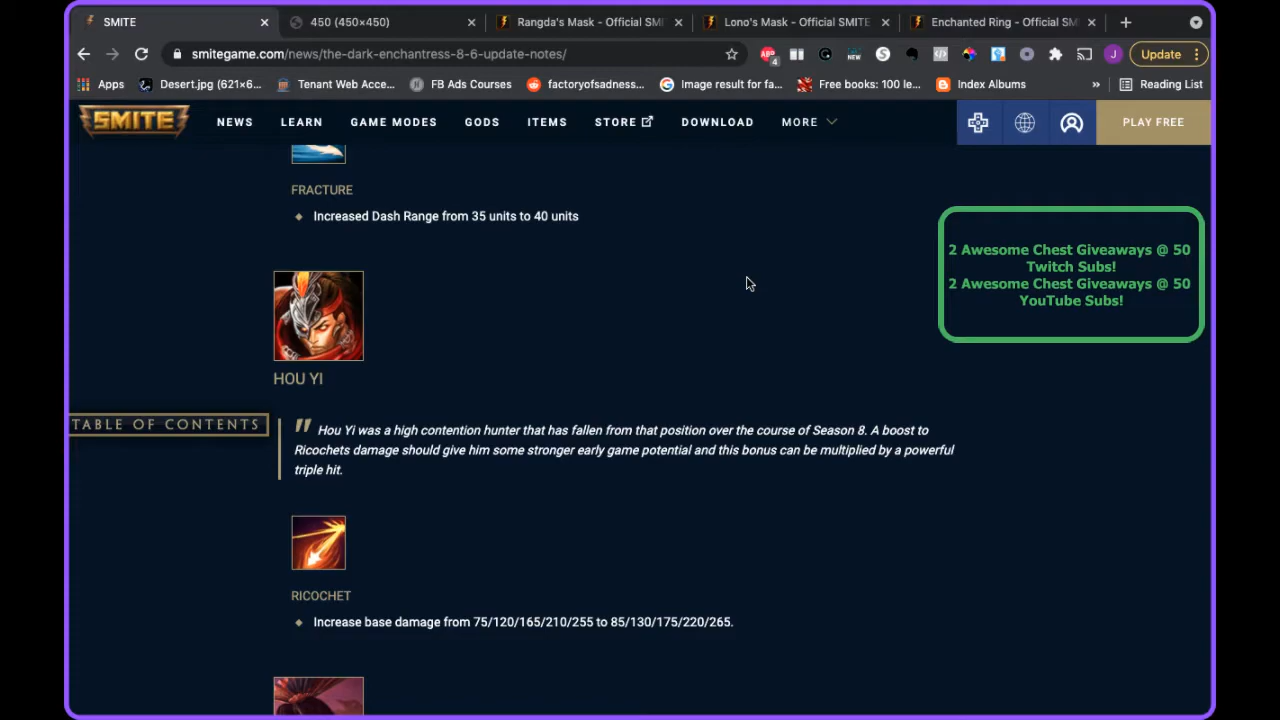 SMITE
450 (450×450)
Rangda's Mask - Official SMI
Lono's Mask - Official SMITE
Enchanted Ring - Official SM
smitegame.com/news/the-dark-enchantress-8-6-update-notes/
ABP
4
NEW
S
J
Update
Apps
Desert.jpg (621×6...
Tenant Web Acce...
FB Ads Courses
factoryofsadness...
Image result for fa...
Free books: 100 le...
Index Albums
»
Reading List
SMITE
NEWS
LEARN
GAME MODES
GODS
ITEMS
STORE
DOWNLOAD
MORE
PLAY FREE
FRACTURE
Increased Dash Range from 35 units to 40 units
2 Awesome Chest Giveaways @ 50
Twitch Subs!
2 Awesome Chest Giveaways @ 50
YouTube Subs!
HOU YI
TABLE OF CONTENTS
" Hou Yi was a high contention hunter that has fallen from that position over the course of Season 8. A boost to
Ricochets damage should give him some stronger early game potential and this bonus can be multiplied by a powerful
triple hit.
RICOCHET
Increase base damage from 75/120/165/210/255 to 85/130/175/220/265.